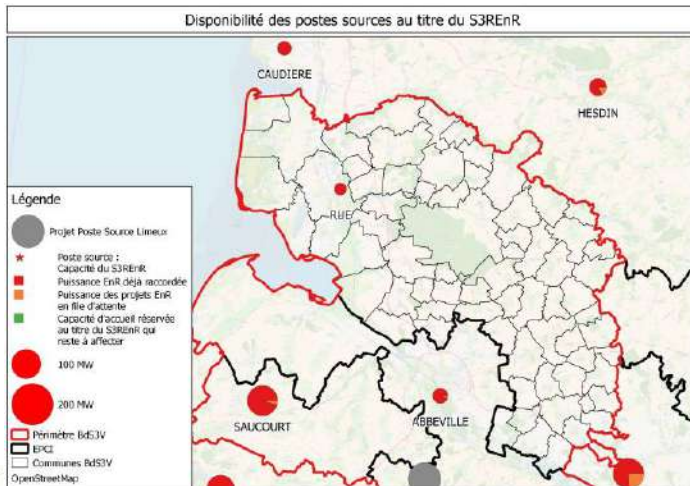 Disponibilité des postes sources au titre du S3REnR
CAUDIERE
HESDIN
RUE
SAUCOURT
ABBEVILLE
Légende
Projet Poste Source Limeux
Poste source :
Capacité du S3REnR
Puissance EnR déjà raccordée
Puissance des projets EnR
en file d'attente
Capacité d'accueil réservée
au titre du S3REnR qui
reste à affecter
100 MW
200 MW
Périmètre BdS3V
EPCI
Communes BdS3V
OpenStreetMap